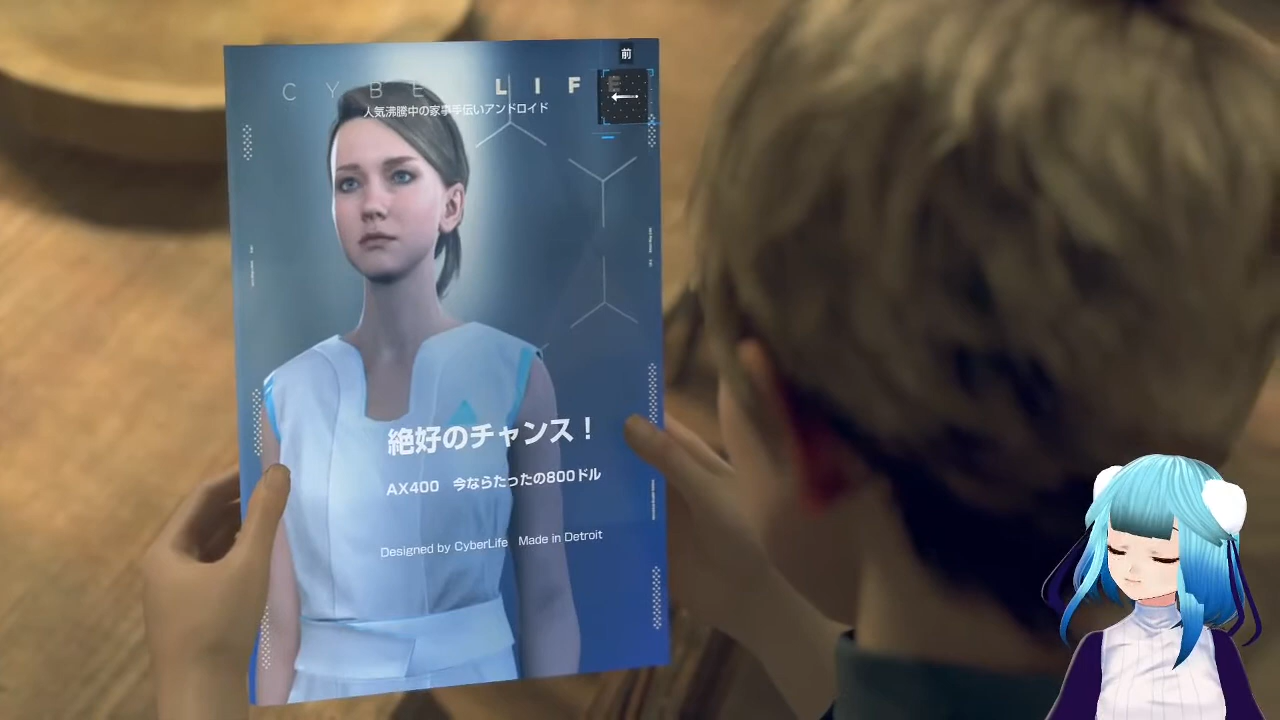 前
CYBE LIF
人気沸騰中の家事手伝いアンドロイド
絶好のチャンス！
AX400　今ならたったの800ドル
Designed by CyberLife　Made in Detroit